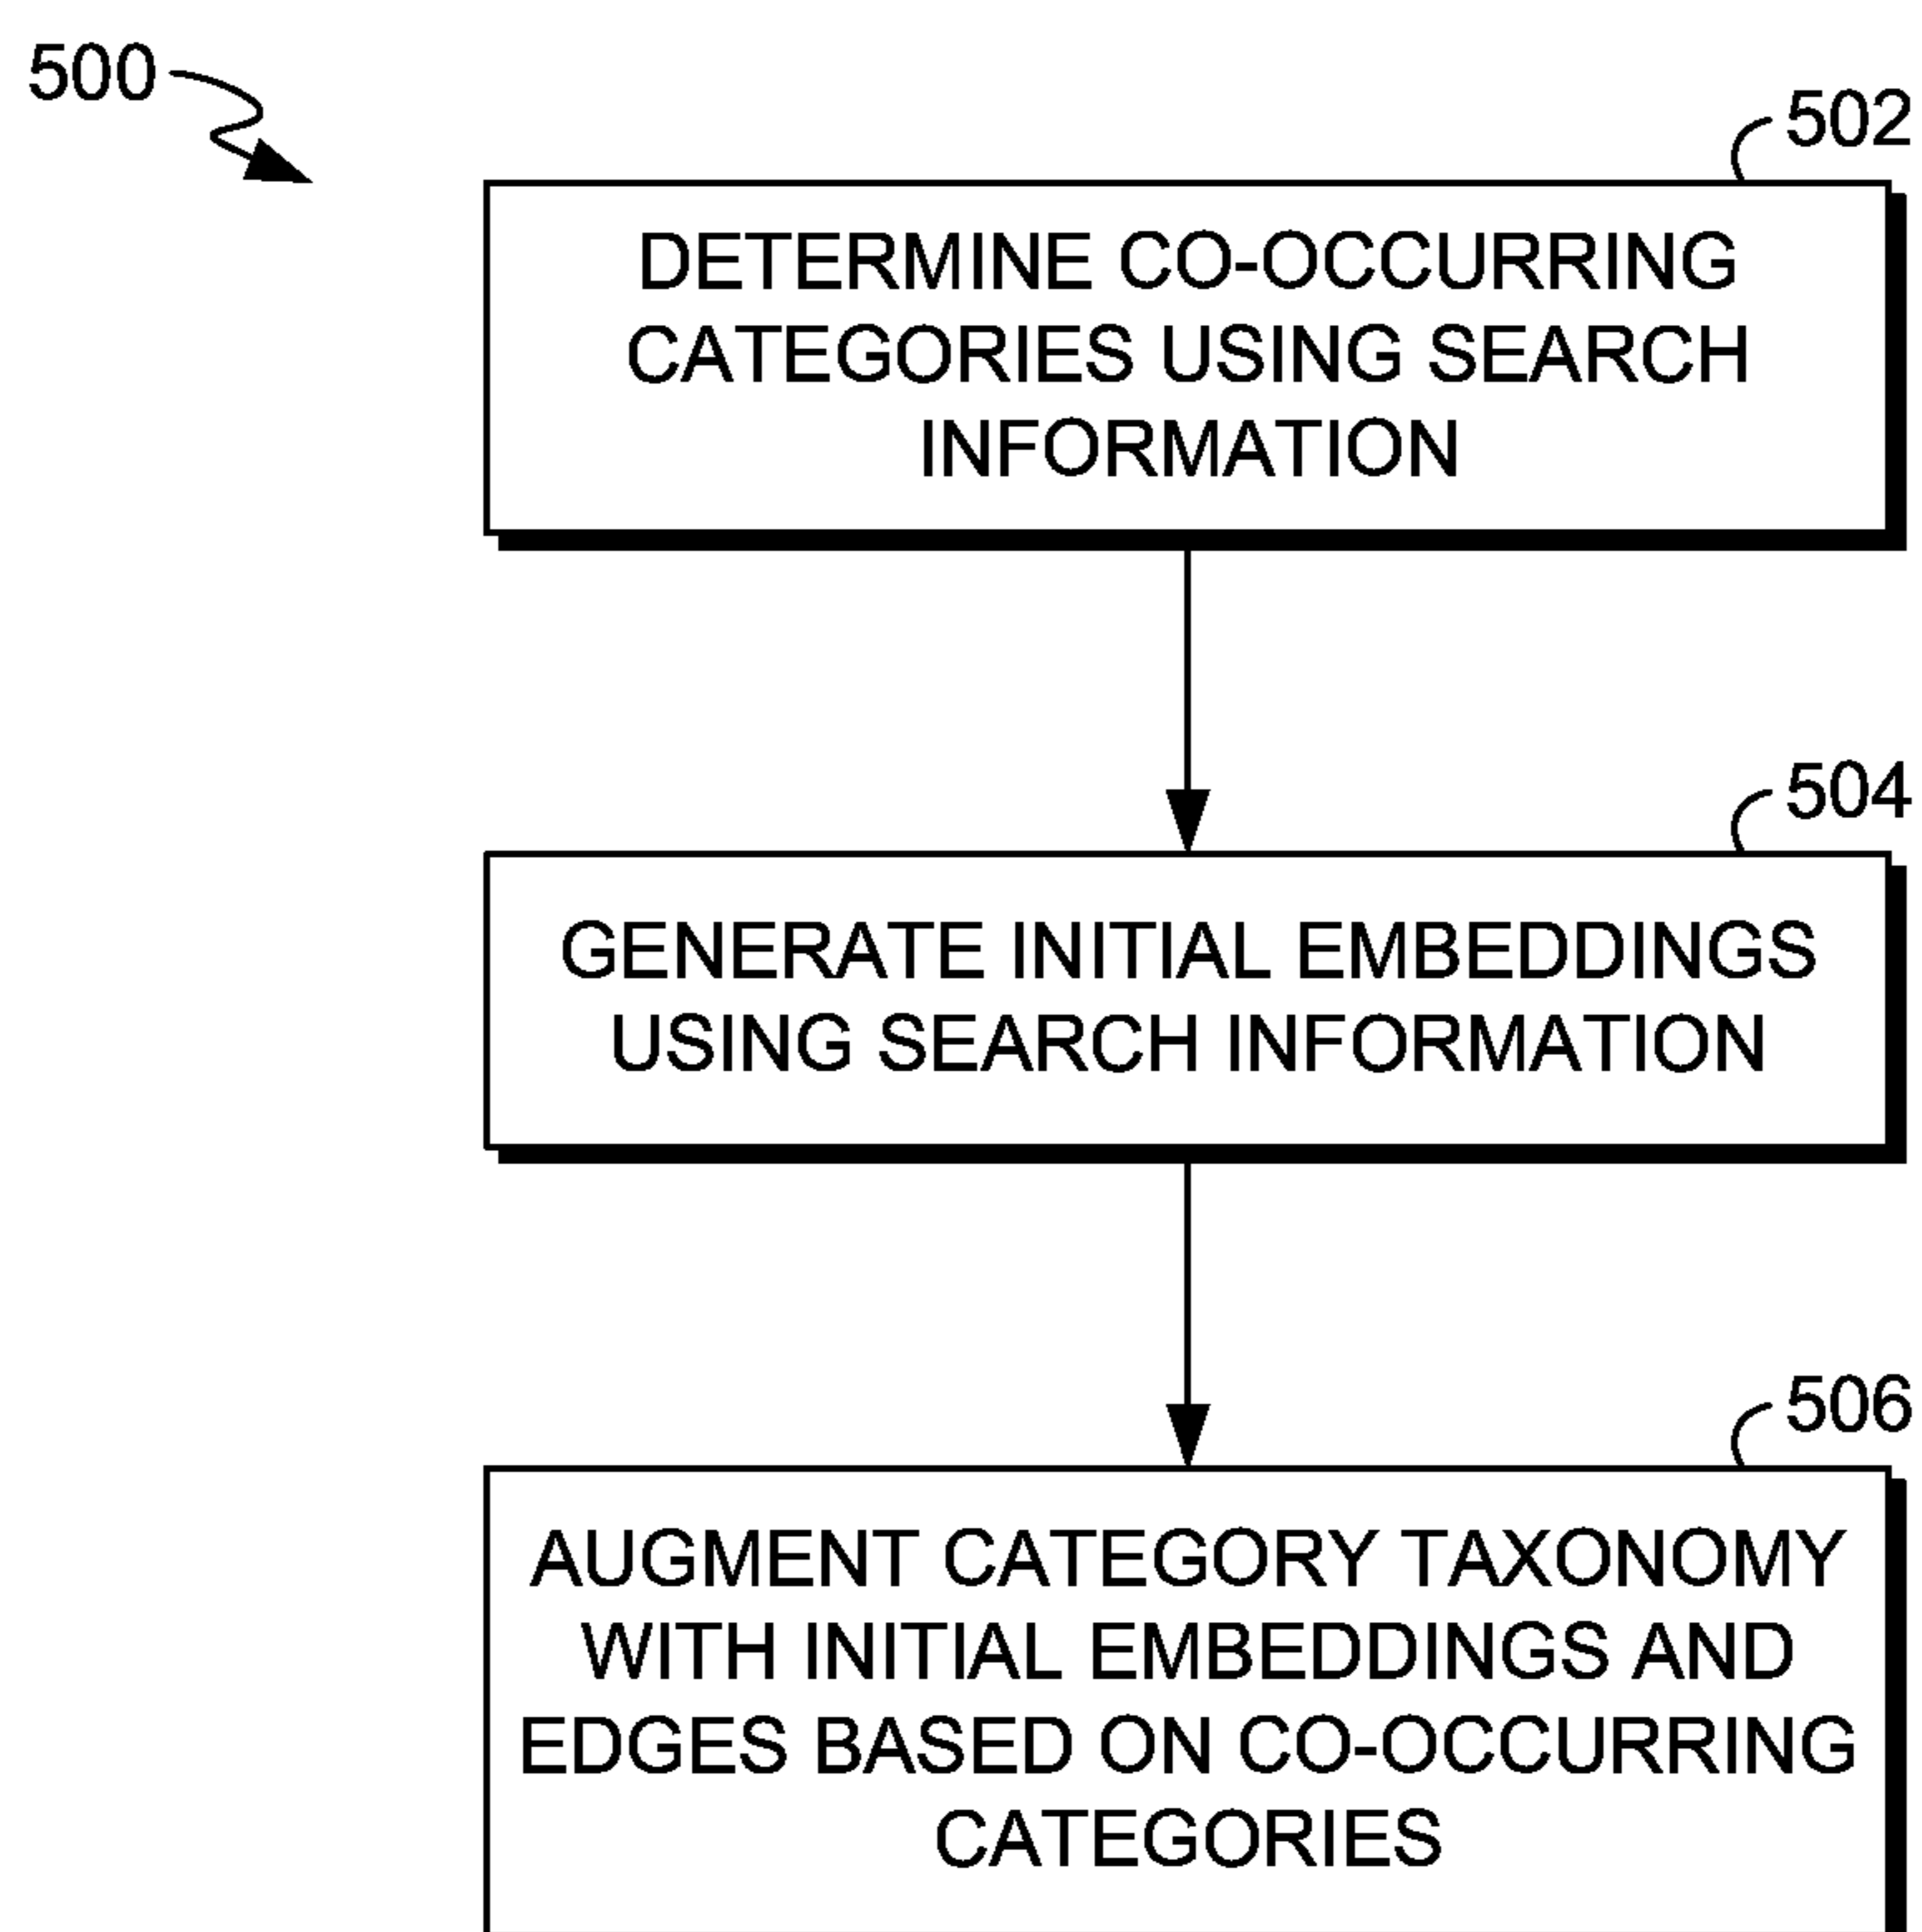 500
502
DETERMINE CO-OCCURRING
CATEGORIES USING SEARCH
INFORMATION
504
GENERATE INITIAL EMBEDDINGS
USING SEARCH INFORMATION
506
AUGMENT CATEGORY TAXONOMY
WITH INITIAL EMBEDDINGS AND
EDGES BASED ON CO-OCCURRING
CATEGORIES